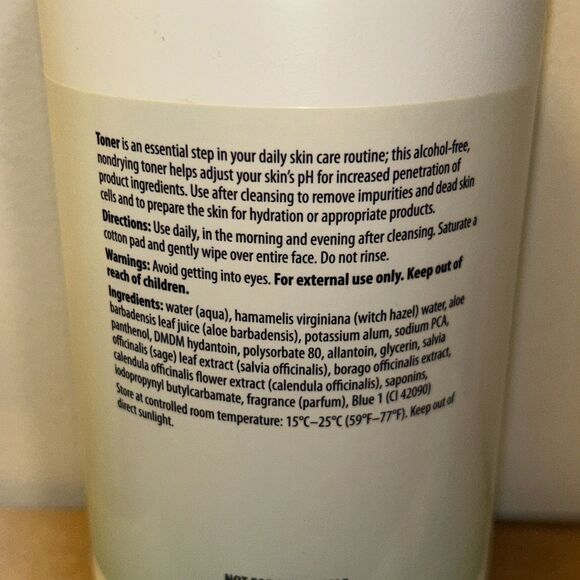 Toner is an essential step in your daily skin care routine; this alcohol-free,
nondrying toner helps adjust your skin's pH for increased penetration of
product ingredients. Use after cleansing to remove impurities and dead skin
cells and to prepare the skin for hydration or appropriate products.
Directions: Use daily, in the morning and evening after cleansing. Saturate a
cotton pad and gently wipe over entire face. Do not rinse.
Warnings: Avoid getting into eyes. For external use only. Keep out of
reach of children.
Ingredients: water (aqua), hamamelis virginiana (witch hazel) water, aloe
barbadensis leaf juice (aloe barbadensis), potassium alum, sodium PCA,
panthenol, DMDM hydantoin, polysorbate 80, allantoin, glycerin, salvia
officinalis (sage) leaf extract (salvia officinalis), borago officinalis extract,
calendula officinalis flower extract (calendula officinalis), saponins,
iodopropynyl butylcarbamate, fragrance (parfum), Blue 1 (CI 42090)
Store at controlled room temperature: 15°C–25°C (59°F–77°F). Keep out of
direct sunlight.